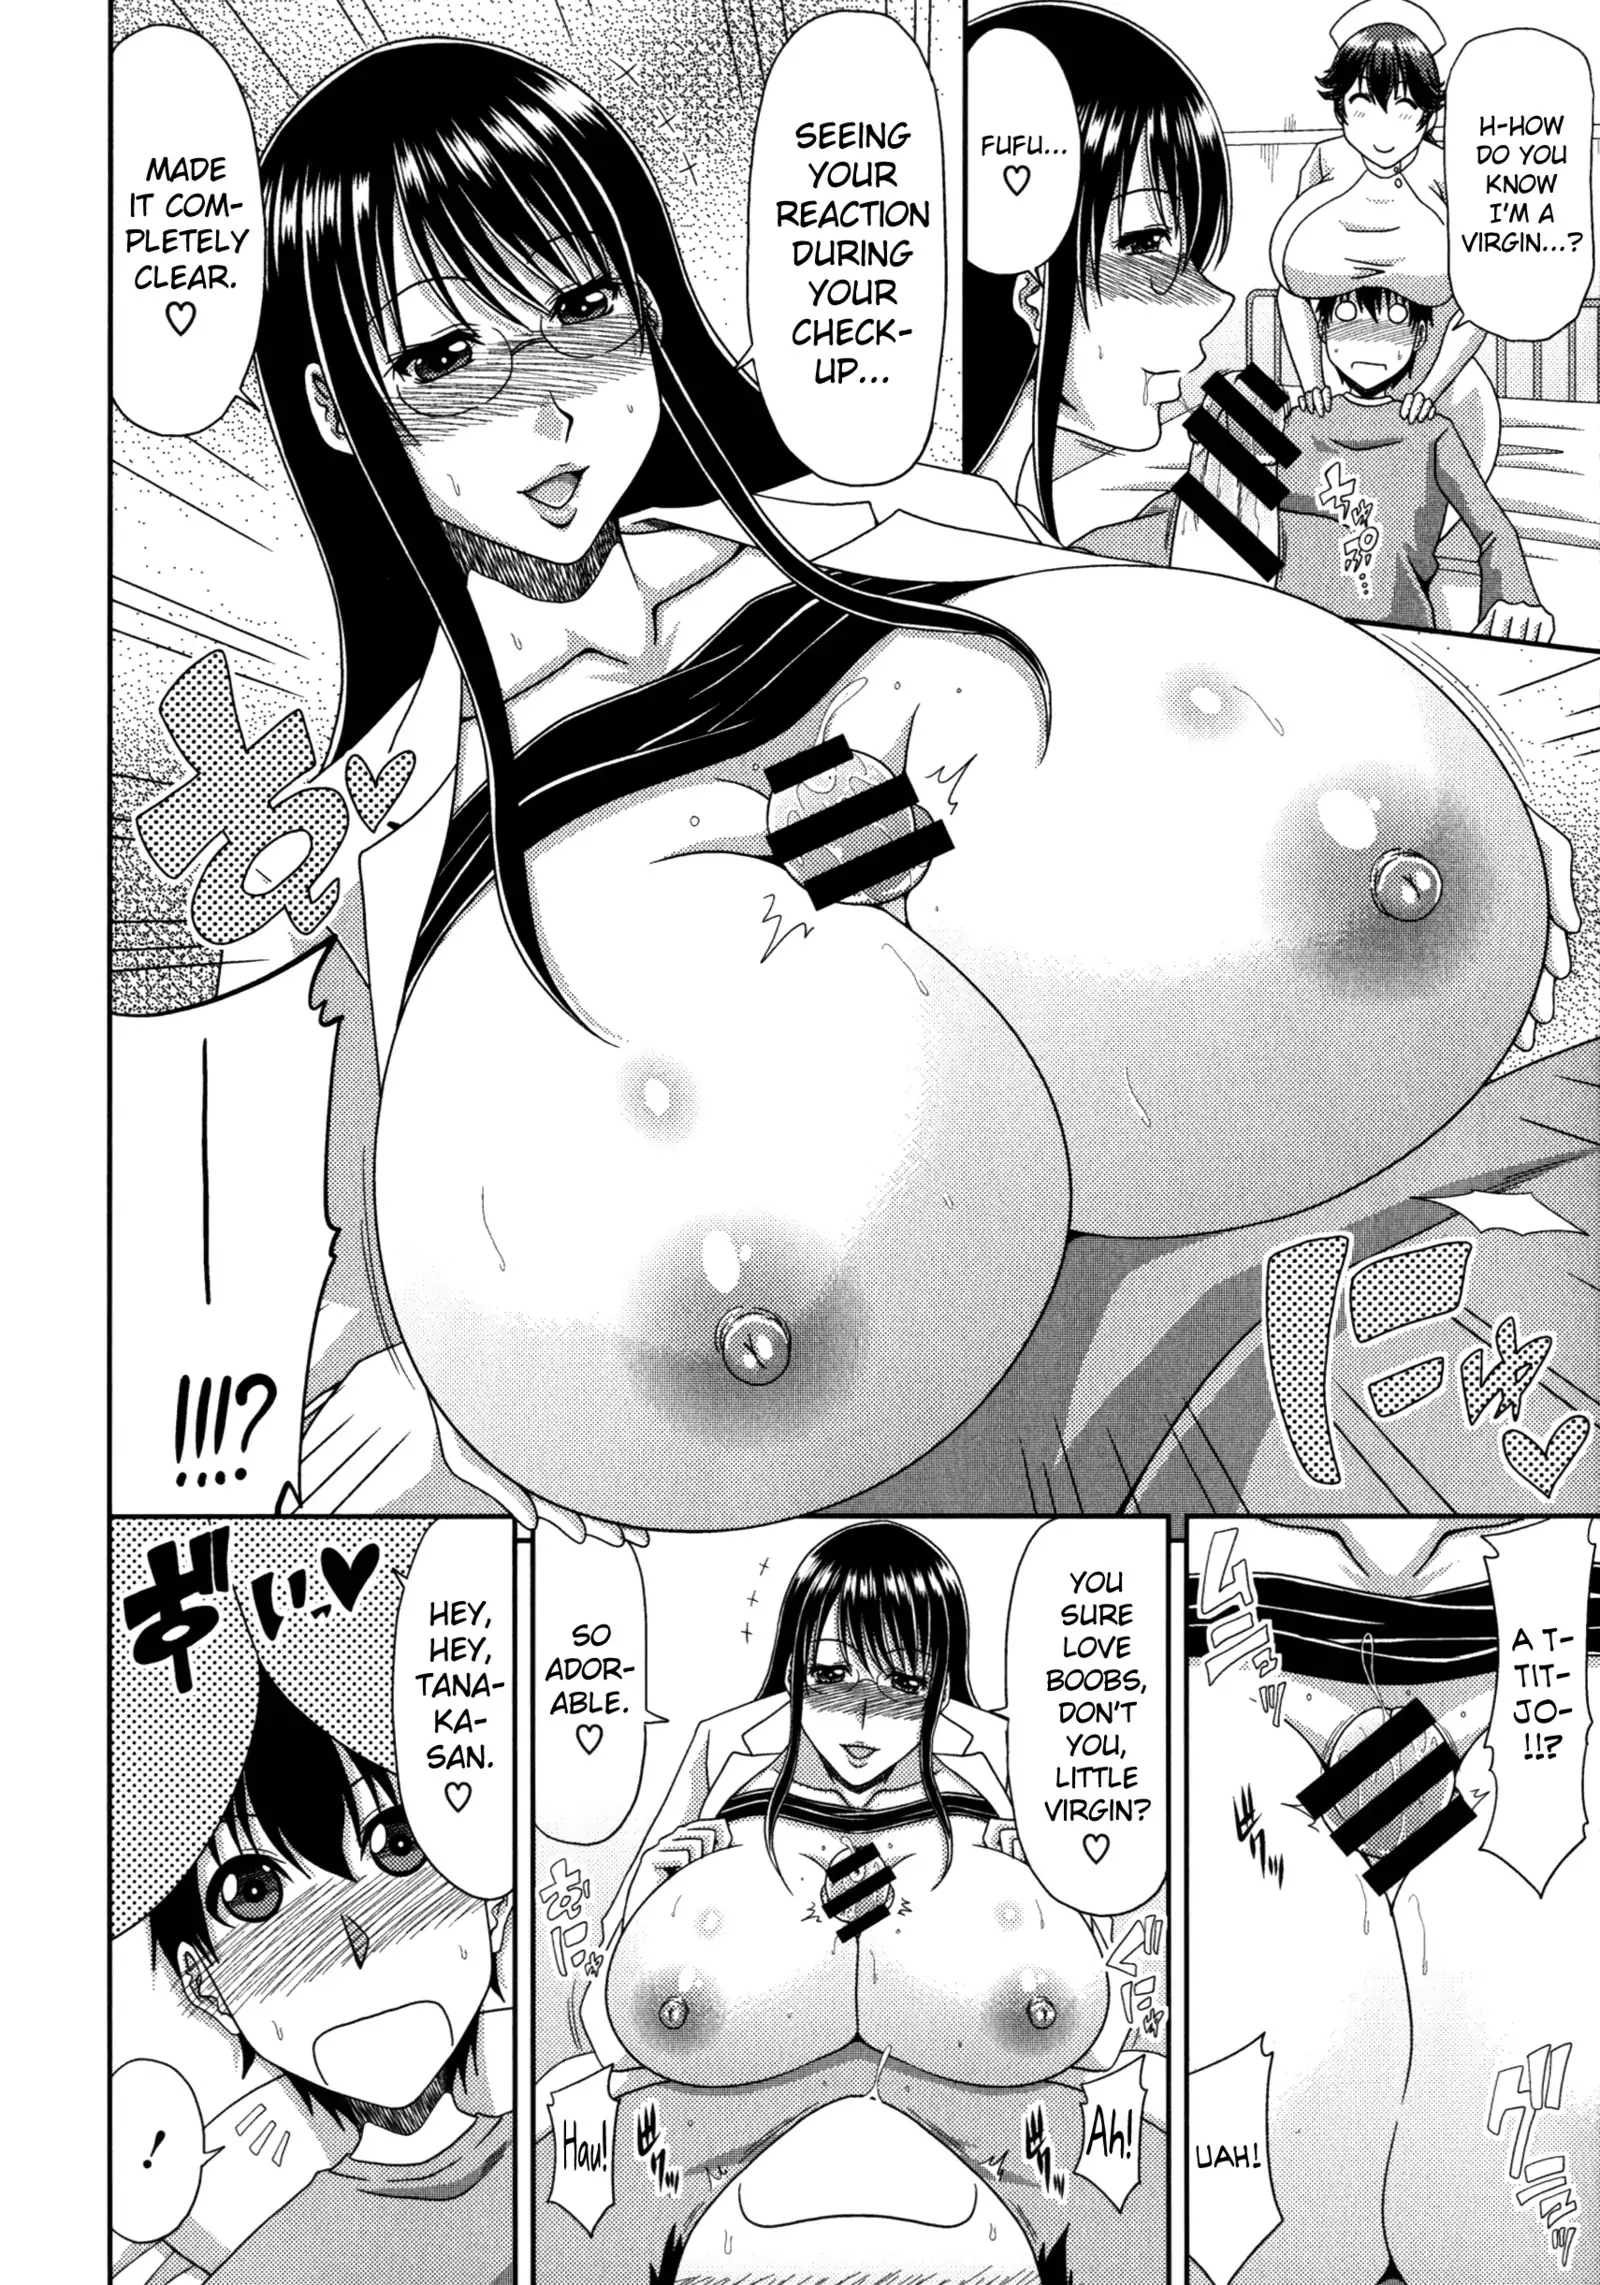 H-HOW
DO YOU
KNOW
I'M A
VIRGIN...?
FUFU...
♡
SEEING
YOUR
REACTION
DURING
YOUR
CHECK-
UP...
MADE
IT COM-
PLETELY
CLEAR.
♡
!!!?
A T-
TIT-
JO-
!!?
UAH!
YOU
SURE
LOVE
BOOBS,
DON'T
YOU,
LITTLE
VIRGIN?
♡
SO
ADOR-
ABLE.
♡
Ah!
Hau!
HEY,
HEY,
TANA-
KA-
SAN.
♡
!